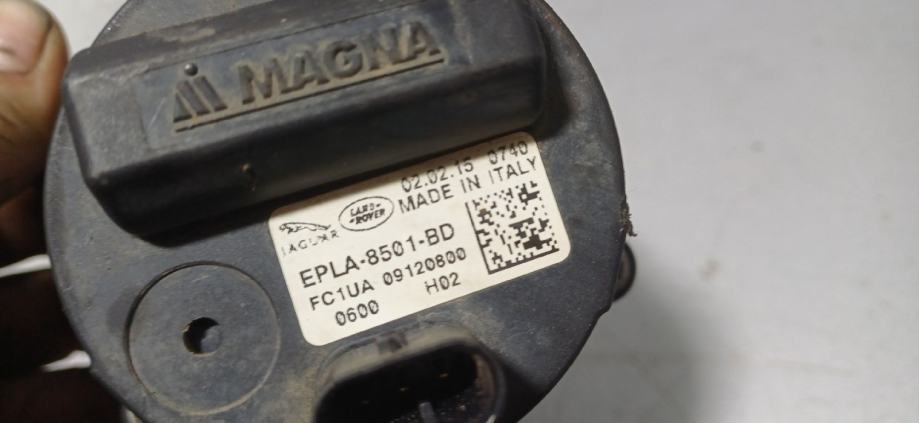 MAGNA
02.02.15 0740
MADE IN ITALY
JAGUAR
LAND-
-ROVER
EPLA-8501-BD
FC1UA 09120800
0600 H02